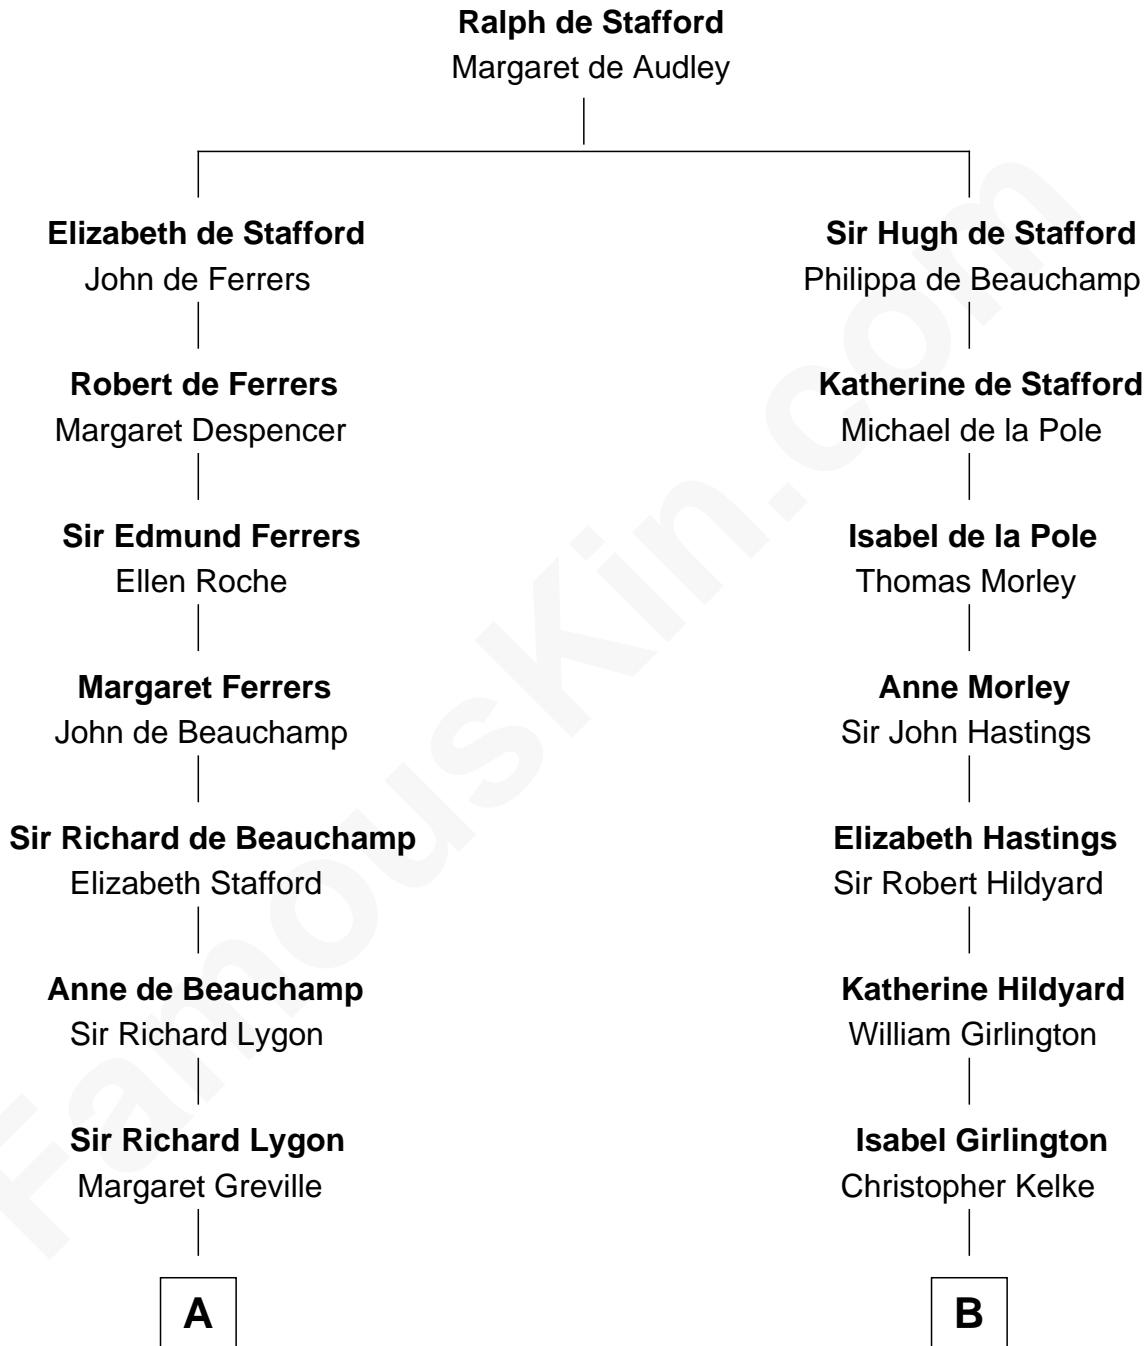 Ralph de Stafford
Margaret de Audley
Elizabeth de Stafford
John de Ferrers
Robert de Ferrers
Margaret Despencer
Sir Edmund Ferrers
Ellen Roche
Margaret Ferrers
John de Beauchamp
Sir Richard de Beauchamp
Elizabeth Stafford
Anne de Beauchamp
Sir Richard Lygon
Sir Richard Lygon
Margaret Greville
A
Sir Hugh de Stafford
Philippa de Beauchamp
Katherine de Stafford
Michael de la Pole
Isabel de la Pole
Thomas Morley
Anne Morley
Sir John Hastings
Elizabeth Hastings
Sir Robert Hildyard
Katherine Hildyard
William Girlington
Isabel Girlington
Christopher Kelke
B
FamousKin.com